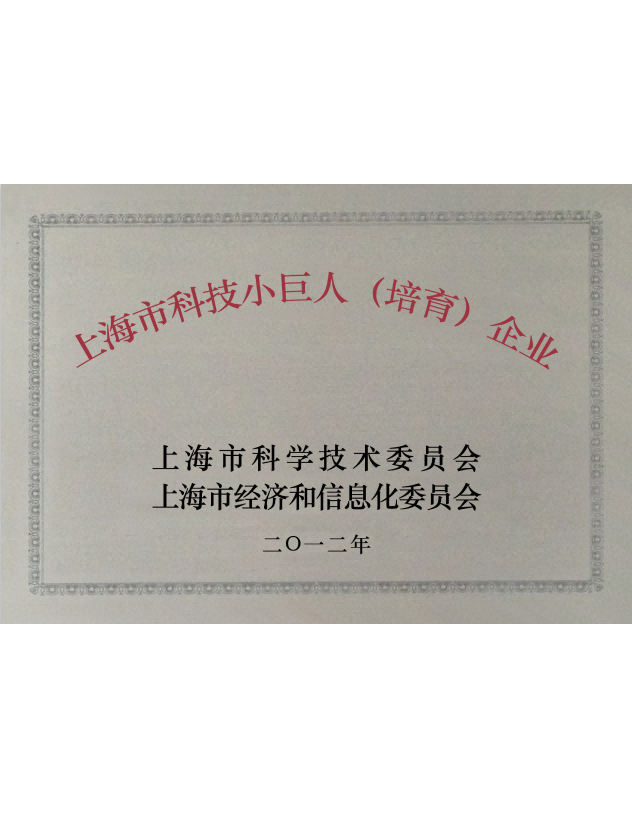 上海市科技小巨人（培育）企业
上海市科学技术委员会
上海市经济和信息化委员会
二〇一二年